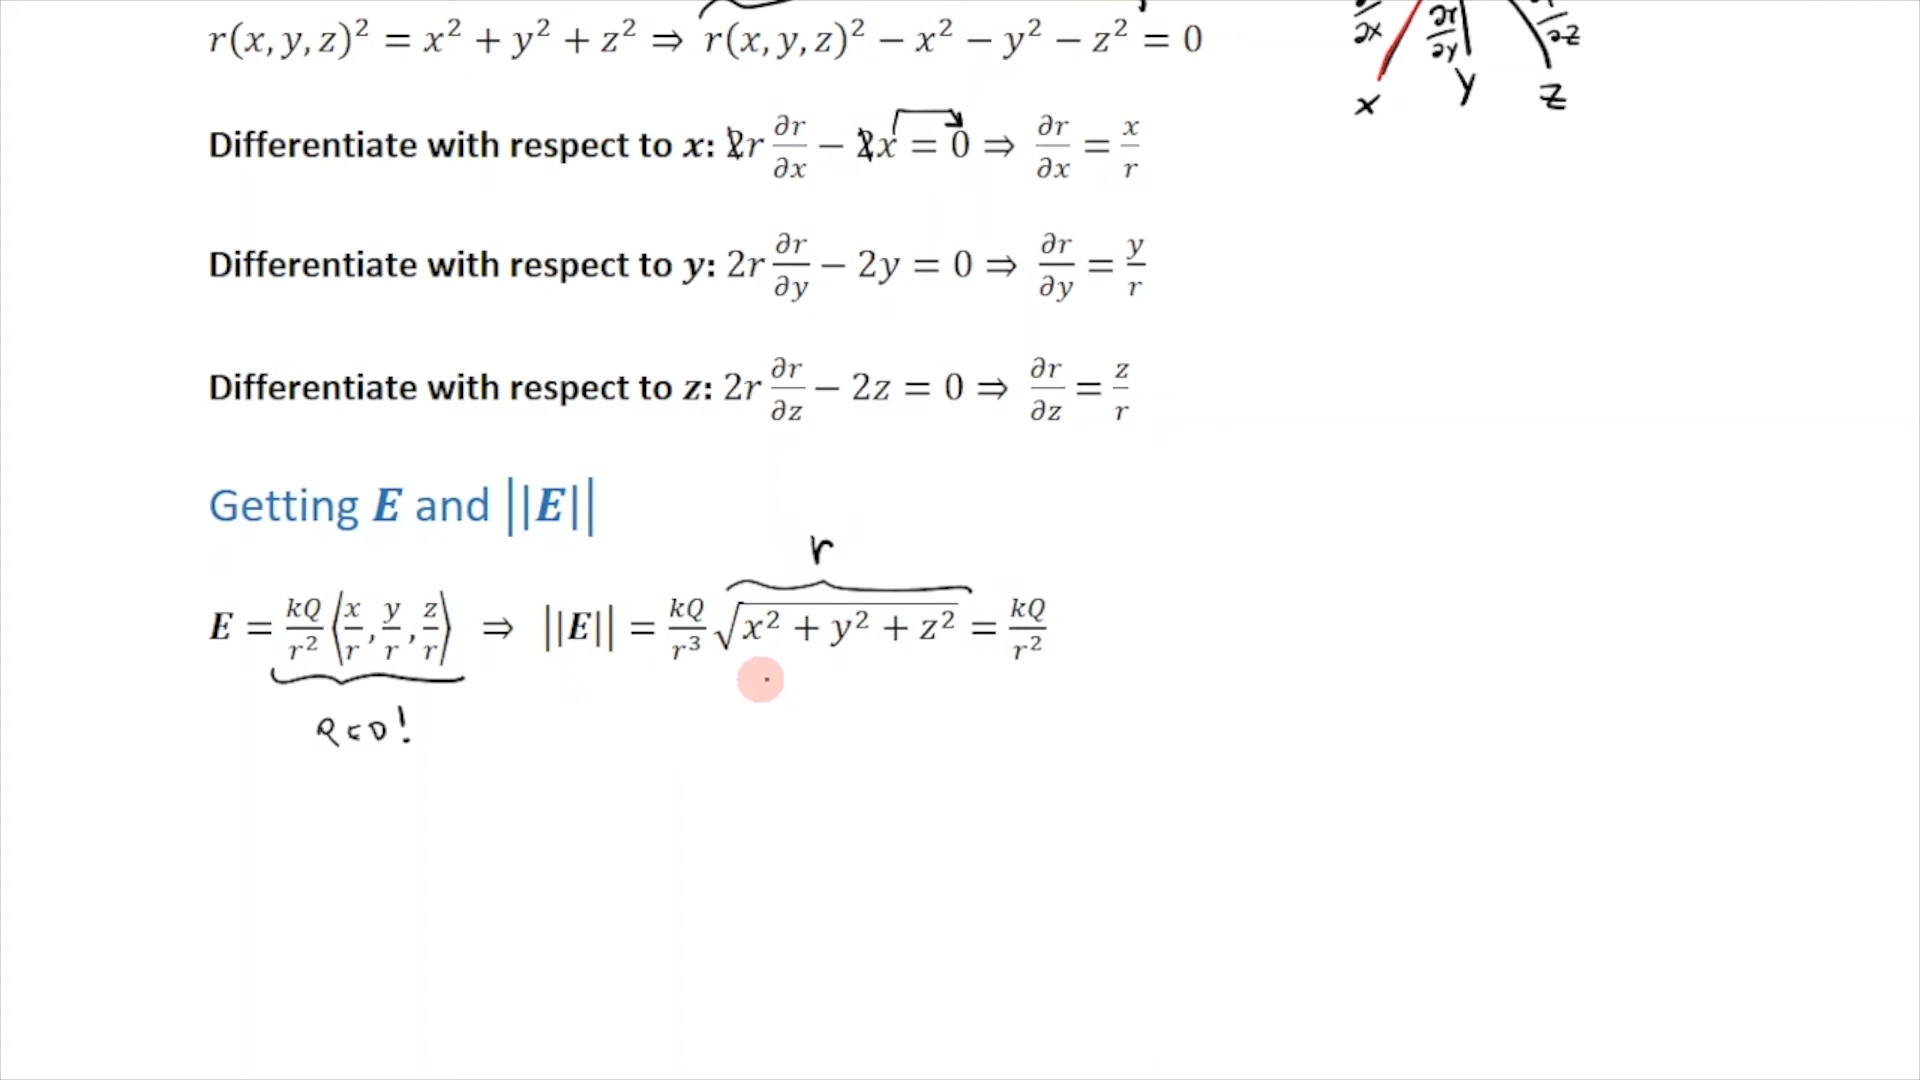 r(x, y, z)² = x² + y² + z² ⇒ r(x, y, z)² − x² − y² − z² = 0
∂x ∂r/∂y ∂z
x y z
Differentiate with respect to x: 2r ∂r/∂x − 2x = 0 ⇒ ∂r/∂x = x/r
Differentiate with respect to y: 2r ∂r/∂y − 2y = 0 ⇒ ∂r/∂y = y/r
Differentiate with respect to z: 2r ∂r/∂z − 2z = 0 ⇒ ∂r/∂z = z/r
Getting E and ||E||
r
E = kQ/r² ⟨x/r, y/r, z/r⟩ ⇒ ||E|| = kQ/r³ √(x² + y² + z²) = kQ/r²
QED!